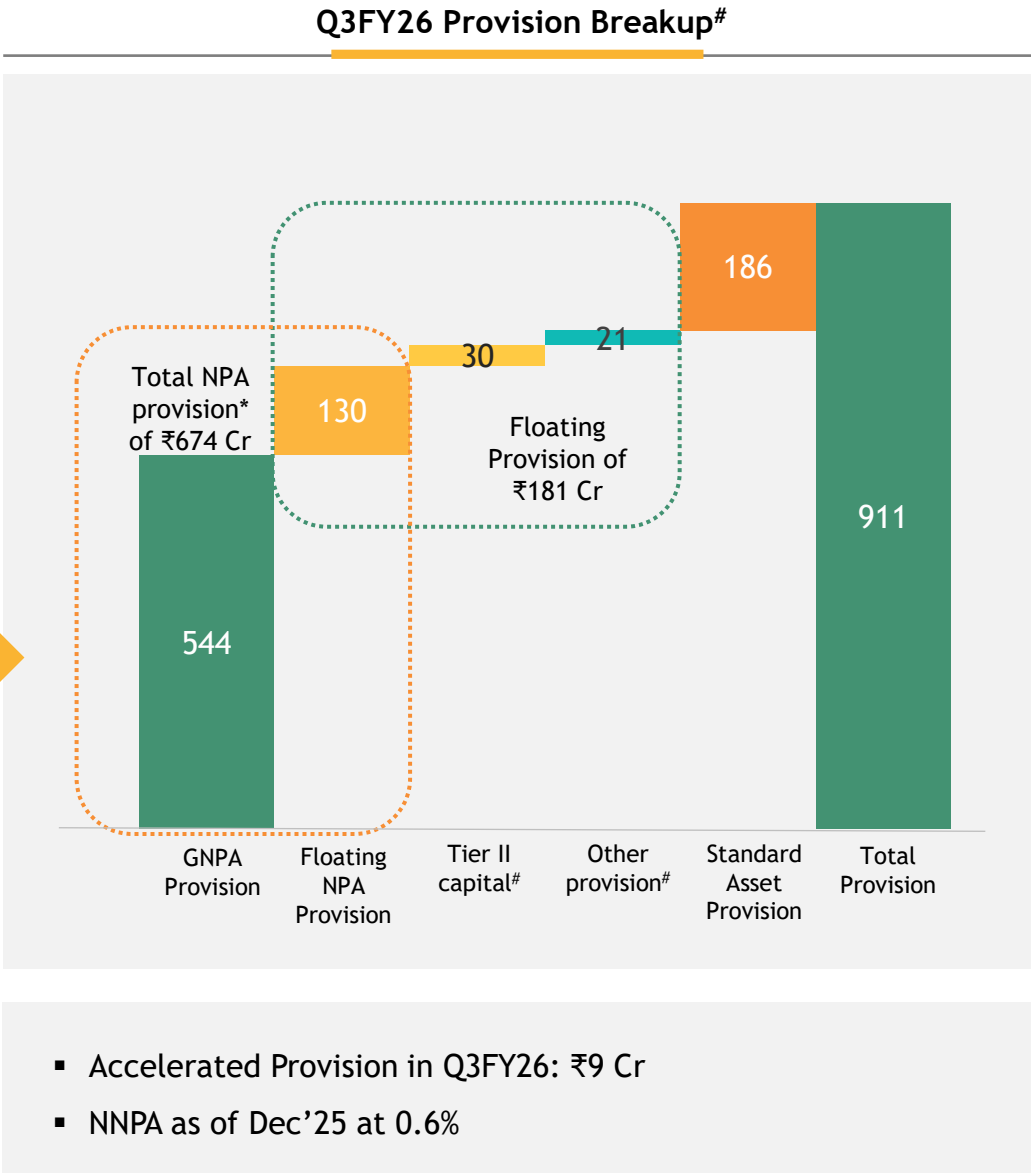 Q3FY26 Provision Breakup#
186
21
30
Total NPA
provision*
of ₹674 Cr
130
Floating
Provision of
₹181 Cr
911
544
GNPA
Provision
Floating
NPA
Provision
Tier II
capital#
Other
provision#
Standard
Asset
Provision
Total
Provision
▪ Accelerated Provision in Q3FY26: ₹9 Cr
▪ NNPA as of Dec’25 at 0.6%